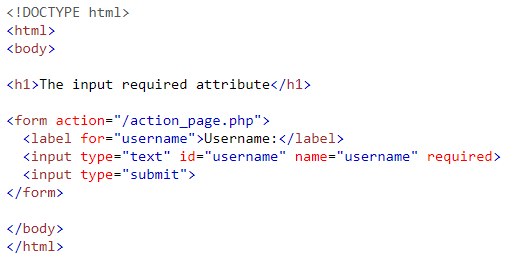 <!DOCTYPE html>
<html>
<body>
<h1>The input required attribute</h1>
<form action="/action_page.php">
<label for="username">Username:</label>
<input type="text" id="username" name="username" required>
<input type="submit">
</form>
</body>
</html>